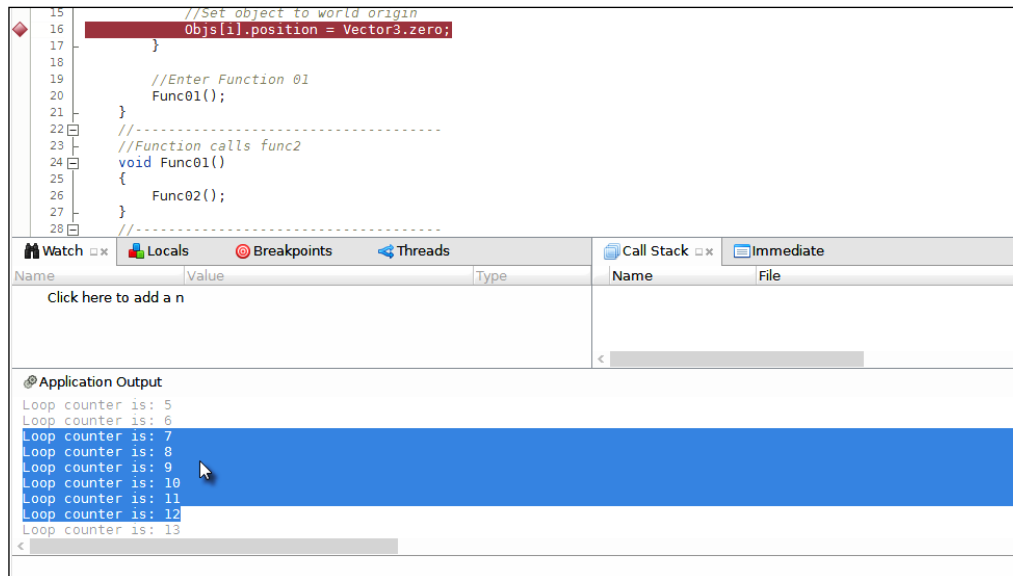 15 //Set object to world origin
16 Objs[i].position = Vector3.zero;
17 }
18
19 //Enter Function 01
20 Func01();
21 }
22 //-------------------------------------
23 //Function calls func2
24 void Func01()
25 {
26 Func02();
27 }
28 //-------------------------------------
Watch Locals Breakpoints Threads Call Stack Immediate
Name Value Type Name File
Click here to add a n
Application Output
Loop counter is: 5
Loop counter is: 6
Loop counter is: 7
Loop counter is: 8
Loop counter is: 9
Loop counter is: 10
Loop counter is: 11
Loop counter is: 12
Loop counter is: 13